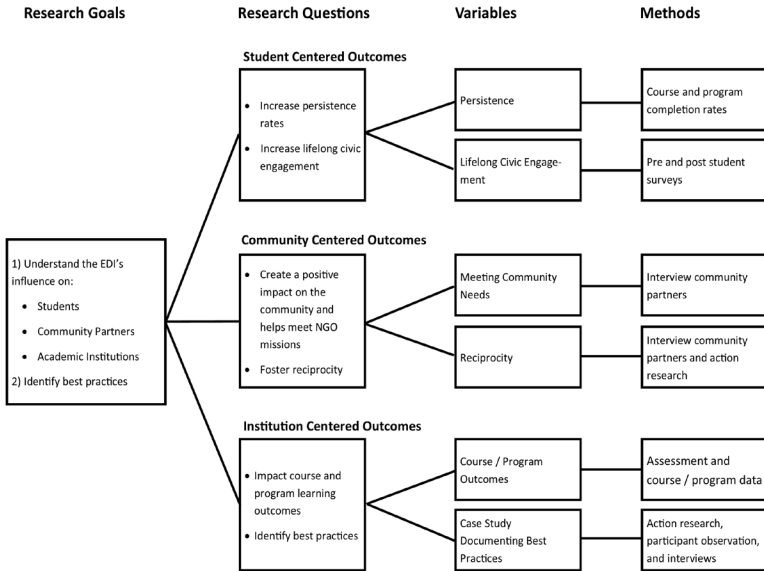 Research Goals
Research Questions
Variables
Methods
1) Understand the EDI's
influence on:
• Students
• Community Partners
• Academic Institutions
2) Identify best practices
Student Centered Outcomes
• Increase persistence
rates
• Increase lifelong civic
engagement
Persistence
Course and program
completion rates
Lifelong Civic Engage-
ment
Pre and post student
surveys
Community Centered Outcomes
• Create a positive
impact on the
community and
helps meet NGO
missions
• Foster reciprocity
Meeting Community
Needs
Interview community
partners
Reciprocity
Interview community
partners and action
research
Institution Centered Outcomes
• Impact course and
program learning
outcomes
• Identify best practices
Course / Program
Outcomes
Assessment and
course / program data
Case Study
Documenting Best
Practices
Action research,
participant observation,
and interviews